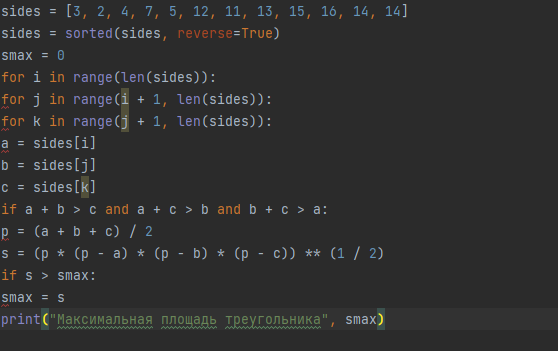 sides = [3, 2, 4, 7, 5, 12, 11, 13, 15, 16, 14, 14]
sides = sorted(sides, reverse=True)
smax = 0
for i in range(len(sides)):
for j in range(i + 1, len(sides)):
for k in range(j + 1, len(sides)):
a = sides[i]
b = sides[j]
c = sides[k]
if a + b > c and a + c > b and b + c > a:
p = (a + b + c) / 2
s = (p * (p - a) * (p - b) * (p - c)) ** (1 / 2)
if s > smax:
smax = s
print("Максимальная площадь треугольника", smax)